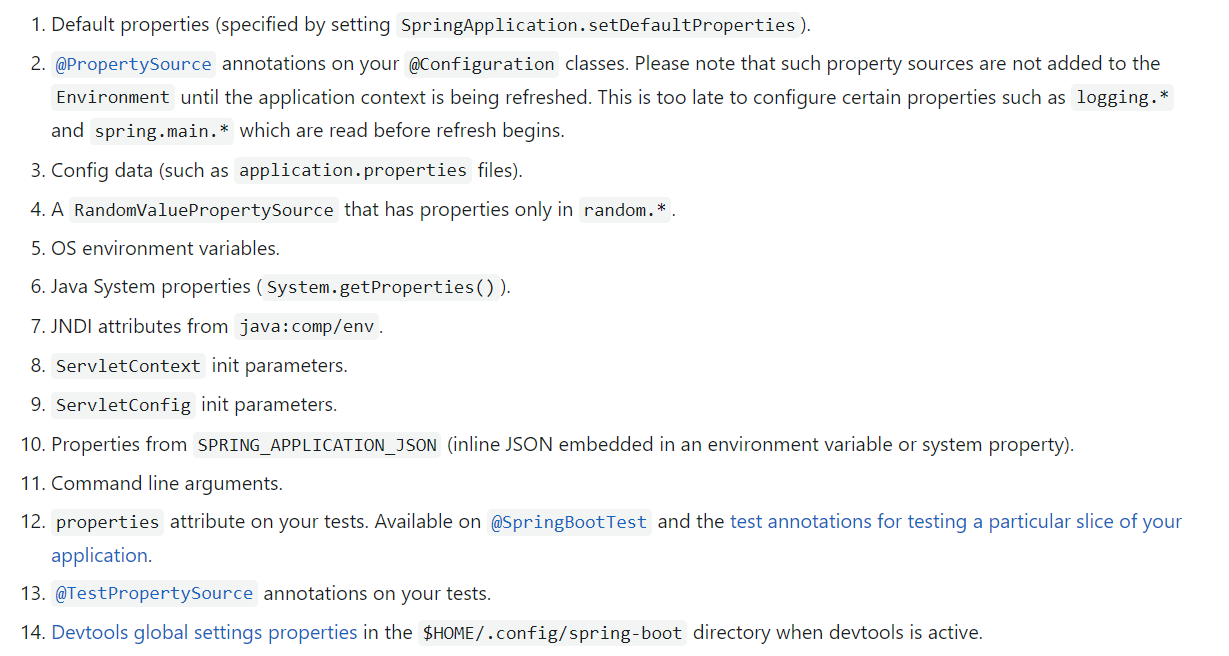 1. Default properties (specified by setting SpringApplication.setDefaultProperties).
2. @PropertySource annotations on your @Configuration classes. Please note that such property sources are not added to the
Environment until the application context is being refreshed. This is too late to configure certain properties such as logging.*
and spring.main.* which are read before refresh begins.
3. Config data (such as application.properties files).
4. A RandomValuePropertySource that has properties only in random.*.
5. OS environment variables.
6. Java System properties (System.getProperties()).
7. JNDI attributes from java:comp/env.
8. ServletContext init parameters.
9. ServletConfig init parameters.
10. Properties from SPRING_APPLICATION_JSON (inline JSON embedded in an environment variable or system property).
11. Command line arguments.
12. properties attribute on your tests. Available on @SpringBootTest and the test annotations for testing a particular slice of your
application.
13. @TestPropertySource annotations on your tests.
14. Devtools global settings properties in the $HOME/.config/spring-boot directory when devtools is active.